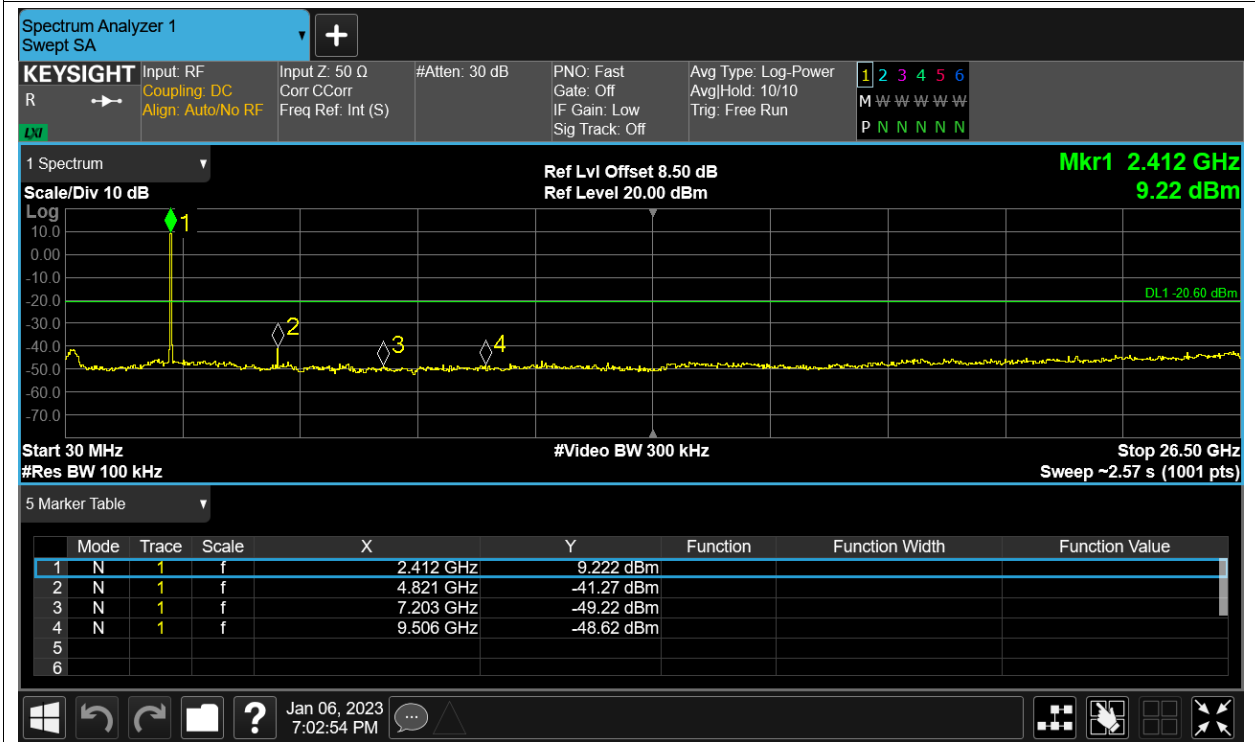 Spectrum Analyzer 1
Swept SA
+
KEYSIGHT Input: RF Input Z: 50 Ω #Atten: 30 dB PNO: Fast Avg Type: Log-Power 1 2 3 4 5 6
R Coupling: DC Corr CCorr Gate: Off Avg|Hold: 10/10 M W W W W W
Align: Auto/No RF Freq Ref: Int (S) IF Gain: Low Trig: Free Run
LXI Sig Track: Off P N N N N N
1 Spectrum Ref Lvl Offset 8.50 dB Mkr1 2.412 GHz
Scale/Div 10 dB Ref Level 20.00 dBm 9.22 dBm
Log
1
10.0
0.00
-10.0
DL1 -20.60 dBm
-20.0
-30.0
2
3
4
-40.0
-50.0
-60.0
-70.0
Start 30 MHz #Video BW 300 kHz Stop 26.50 GHz
#Res BW 100 kHz Sweep ~2.57 s (1001 pts)
5 Marker Table
Mode Trace Scale X Y Function Function Width Function Value
1 N 1 f 2.412 GHz 9.222 dBm
2 N 1 f 4.821 GHz -41.27 dBm
3 N 1 f 7.203 GHz -49.22 dBm
4 N 1 f 9.506 GHz -48.62 dBm
5
6
? Jan 06, 2023
7:02:54 PM